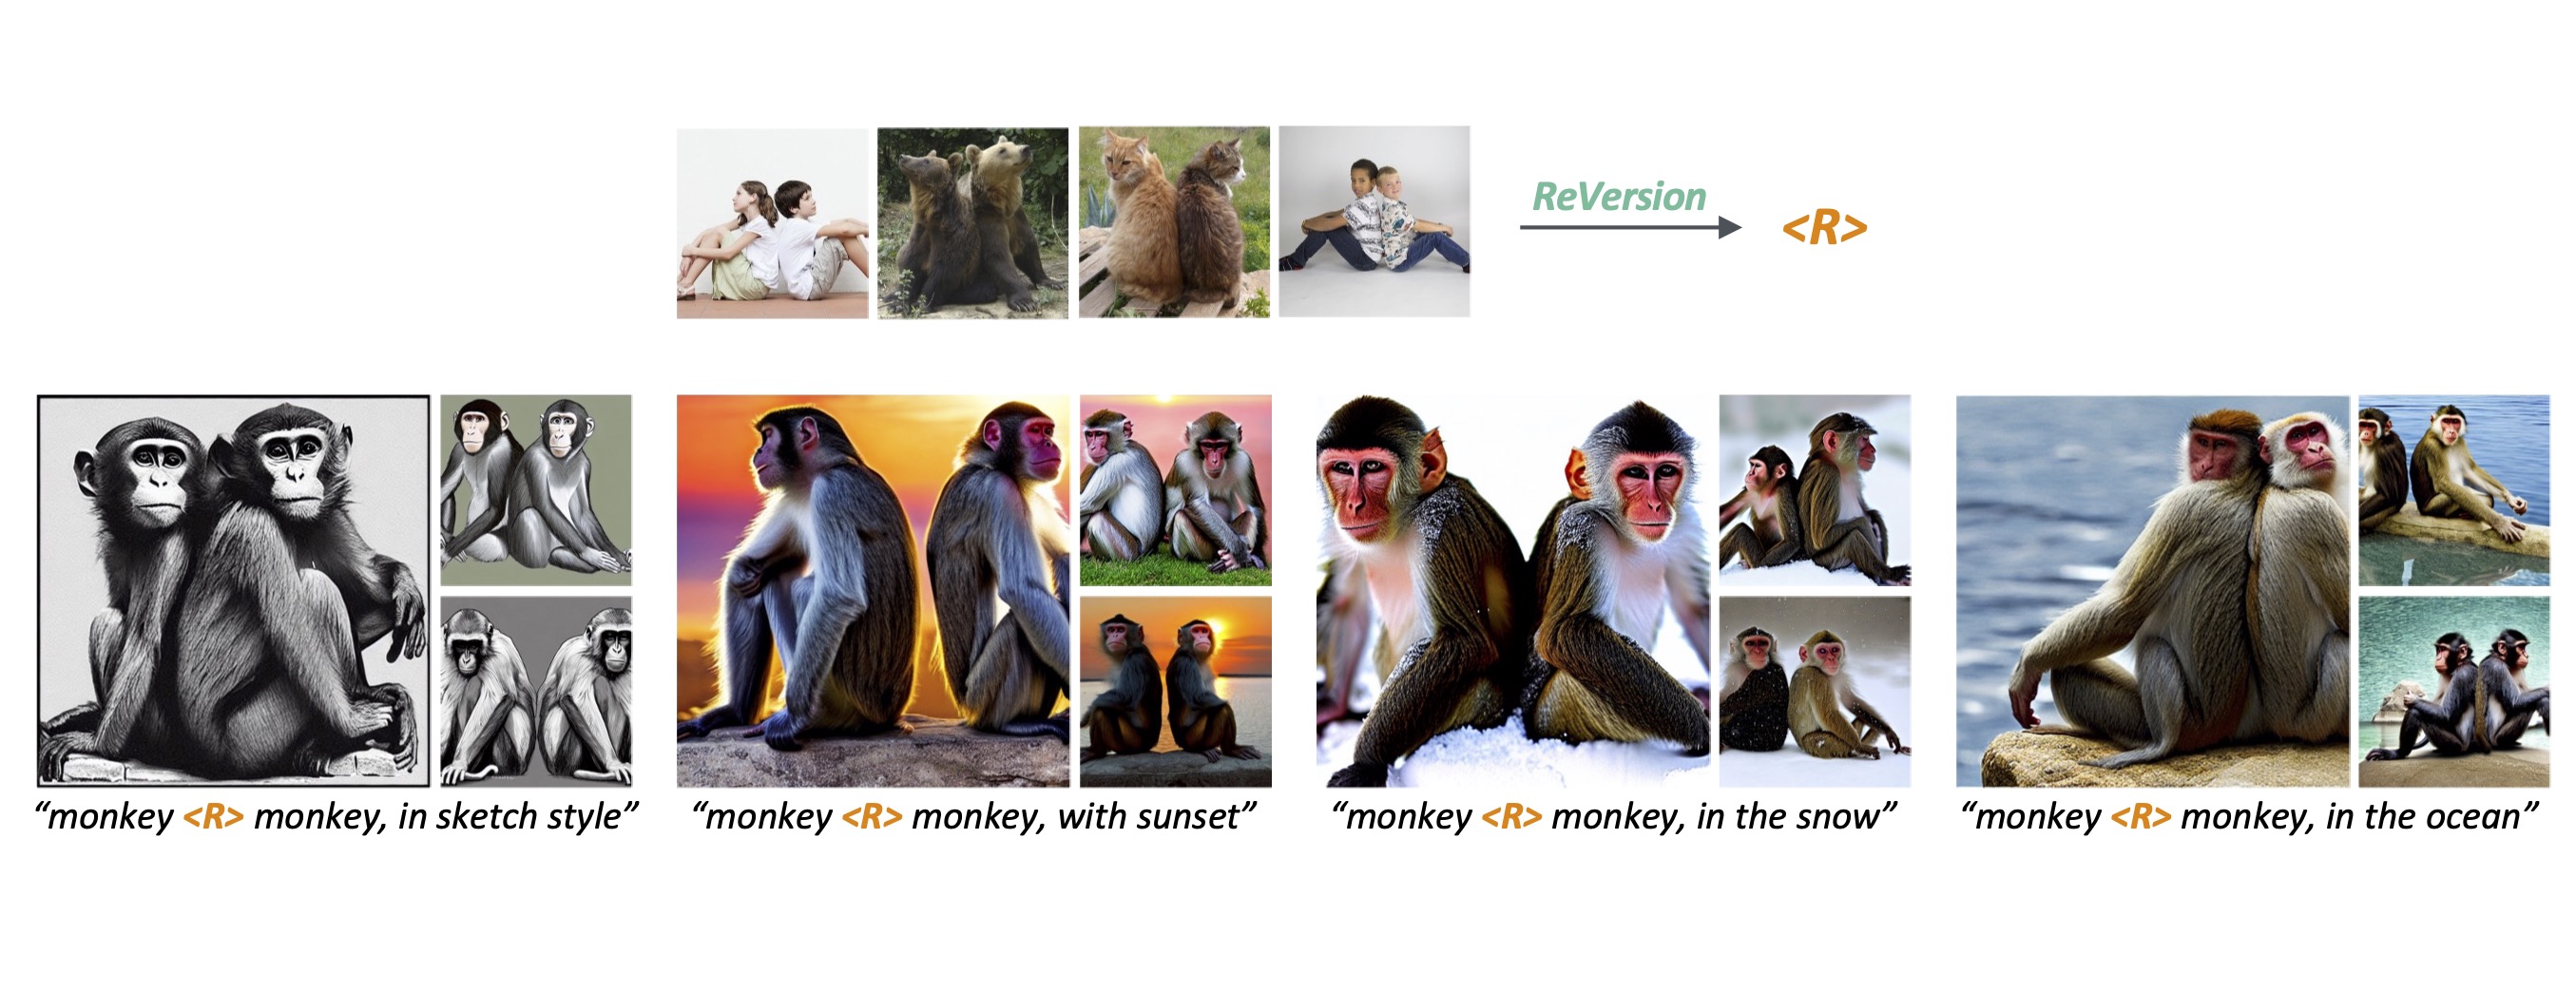 ReVersion
<R>
“monkey <R> monkey, in sketch style”
“monkey <R> monkey, with sunset”
“monkey <R> monkey, in the snow”
“monkey <R> monkey, in the ocean”